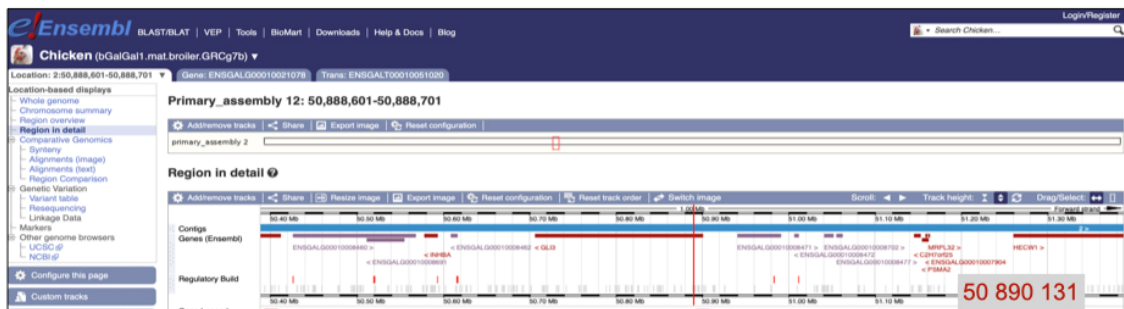 Login/Register
e!Ensembl BLAST/BLAT | VEP | Tools | BioMart | Downloads | Help & Docs | Blog
Search Chicken...
Chicken (bGalGal1.mat.broiler.GRCg7b) ▼
Location: 2:50,888,601-50,888,701 ▼ Gene: ENSGALG00010021078 Trans: ENSGALT00010051020
Location-based displays
Whole genome
Chromosome summary
Region overview
Region in detail
Comparative Genomics
Synteny
Alignments (image)
Alignments (text)
Region Comparison
Genetic Variation
Variant table
Resequencing
Linkage Data
Markers
Other genome browsers
UCSC
NCBI
Configure this page
Custom tracks
Primary_assembly 12: 50,888,601-50,888,701
Add/remove tracks Share Export image Reset configuration
primary_assembly 2
Region in detail
Add/remove tracks Share Resize image Export image Reset configuration Reset track order Switch image Scroll: Track height: Drag/Select:
1.00 Mb Forward strand
50.40 Mb 50.50 Mb 50.60 Mb 50.70 Mb 50.80 Mb 50.90 Mb 51.00 Mb 51.10 Mb 51.20 Mb 51.30 Mb
Contigs
Genes (Ensembl)
< ENSGALG00010008462 < GLI3 ENSGALG00010008471 > ENSGALG00010008702 > MRPL32 > HECW1 >
< INHBA < ENSGALG00010008472
ENSGALG00010008477 > < ENSGALG00010007904
< PSMA2
Regulatory Build
50.40 Mb 50.50 Mb 50.60 Mb 50.70 Mb 50.80 Mb 50.90 Mb 51.00 Mb 51.10 Mb
50 890 131